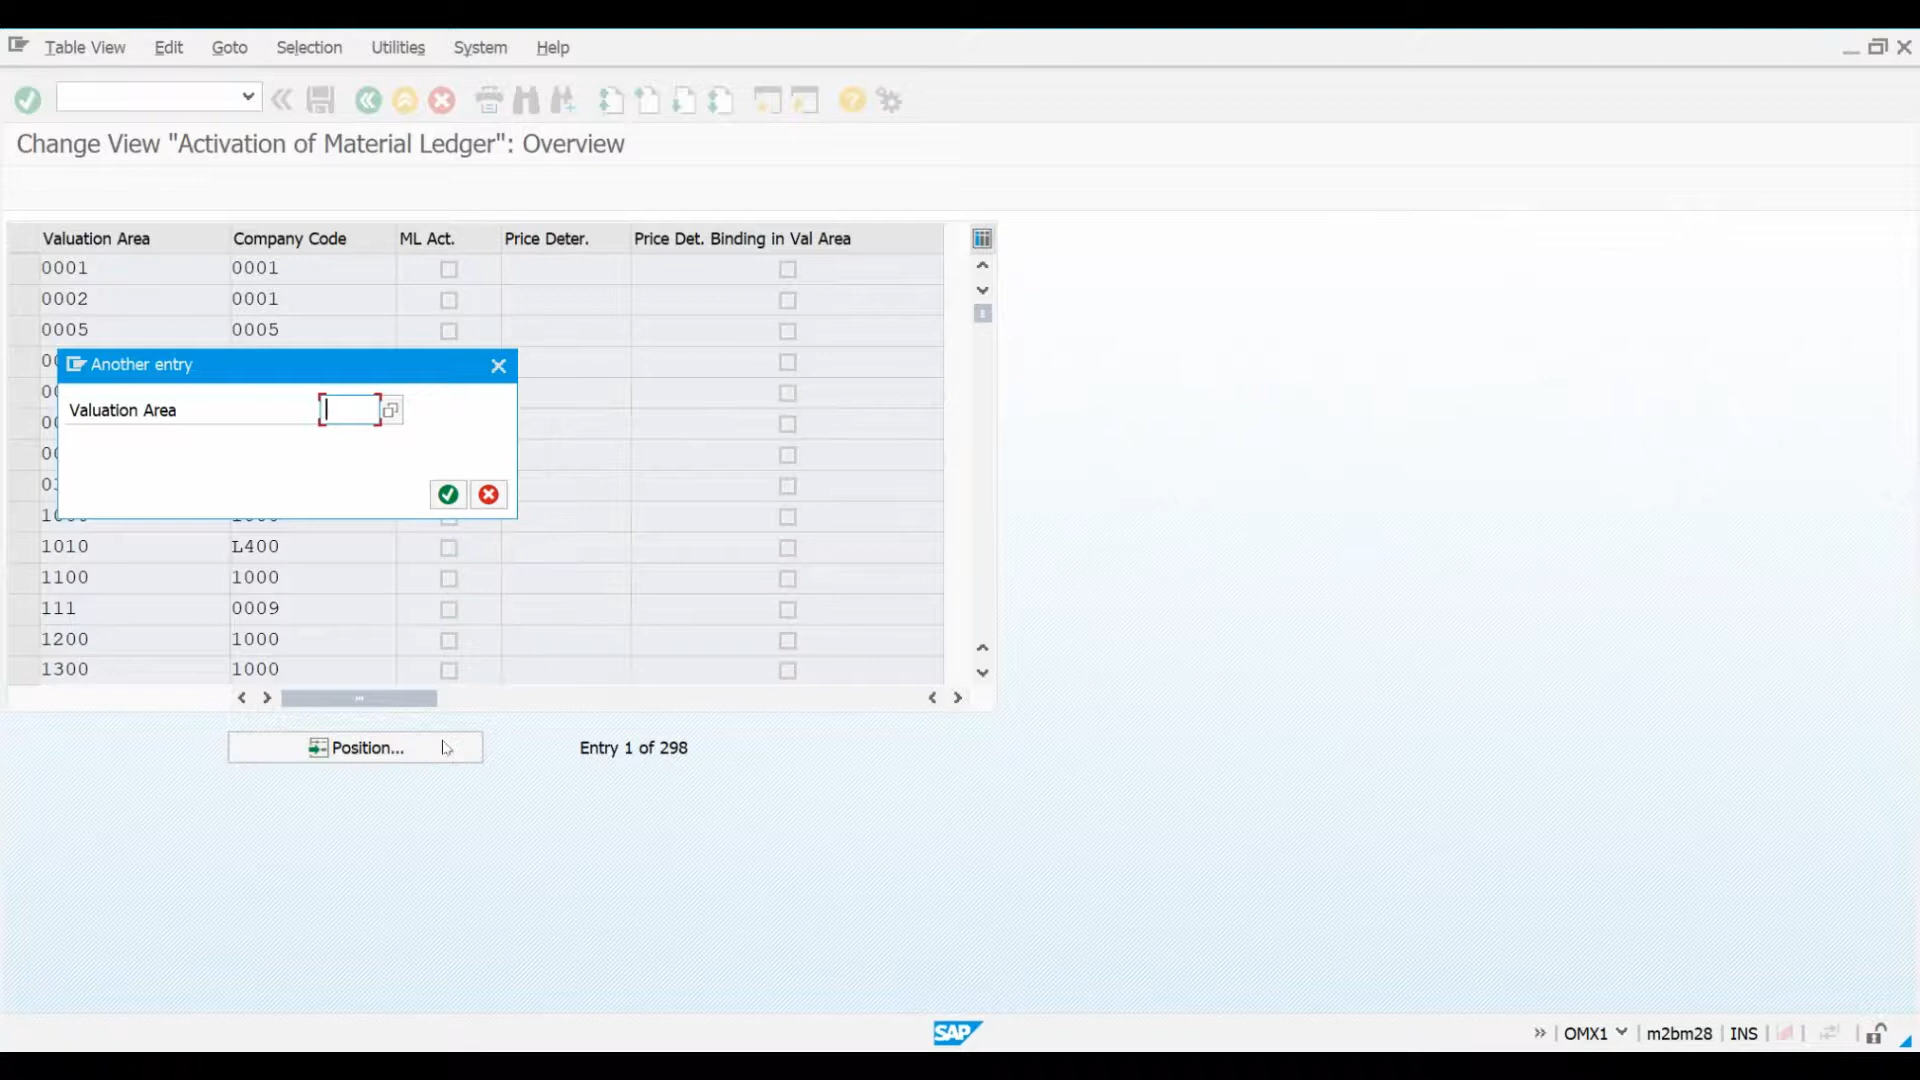 Table View Edit Goto Selection Utilities System Help
Change View "Activation of Material Ledger": Overview
Valuation Area Company Code ML Act. Price Deter. Price Det. Binding in Val Area
0001 0001
0002 0001
0005 0005
Another entry
Valuation Area
1010 L400
1100 1000
111 0009
1200 1000
1300 1000
Position... Entry 1 of 298
SAP OMX1 m2bm28 INS